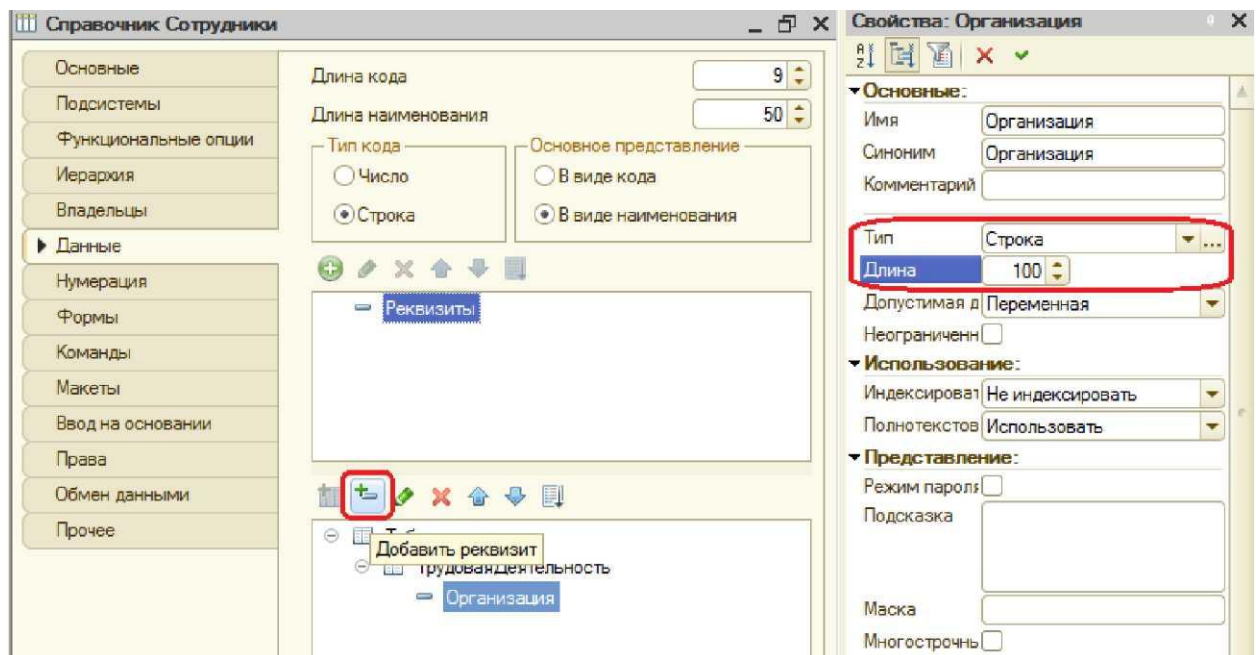 Справочник Сотрудники
Основные
Подсистемы
Функциональные опции
Иерархия
Владельцы
Данные
Нумерация
Формы
Команды
Макеты
Ввод на основании
Права
Обмен данными
Прочее
Длина кода 9
Длина наименования 50
Тип кода
Число
Строка
Основное представление
В виде кода
В виде наименования
Реквизиты
Добавить реквизит
ТрудоваяДеятельность
Организация
Свойства: Организация
Основные:
Имя Организация
Синоним Организация
Комментарий
Тип Строка ...
Длина 100
Допустимая д Переменная
Неограниченн
Использование:
Индексироват Не индексировать
Полнотекстов Использовать
Представление:
Режим пароля
Подсказка
Маска
Многострочнь